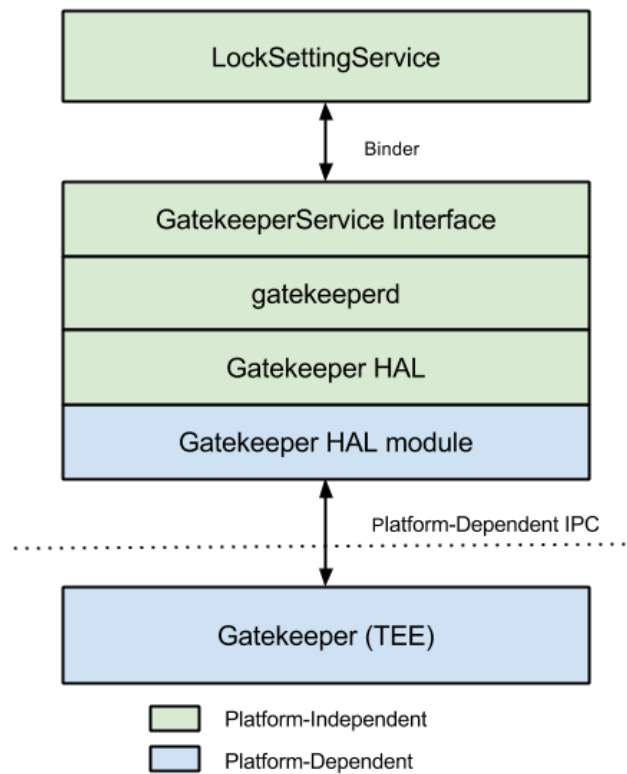 LockSettingService
Binder
GatekeeperService Interface
gatekeeperd
Gatekeeper HAL
Gatekeeper HAL module
Platform-Dependent IPC
Gatekeeper (TEE)
Platform-Independent
Platform-Dependent